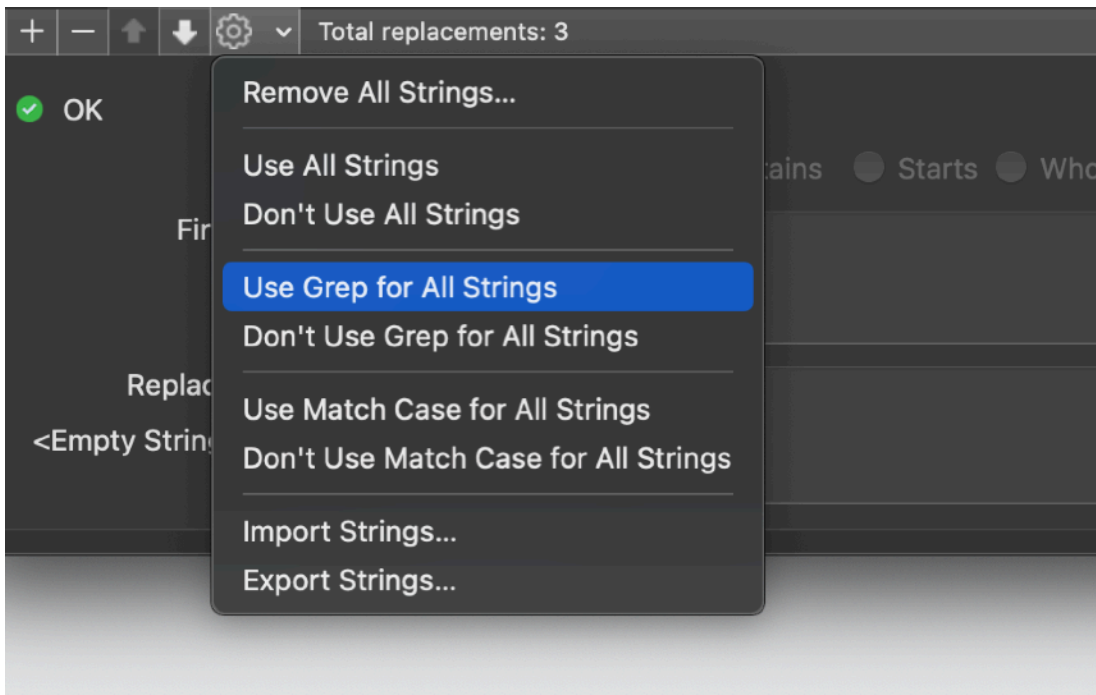 Total replacements: 3
Remove All Strings...
OK
Use All Strings
Starts
Don't Use All Strings
Use Grep for All Strings
Don't Use Grep for All Strings
Use Match Case for All Strings
Don't Use Match Case for All Strings
<Empty
Import Strings...
Export Strings...